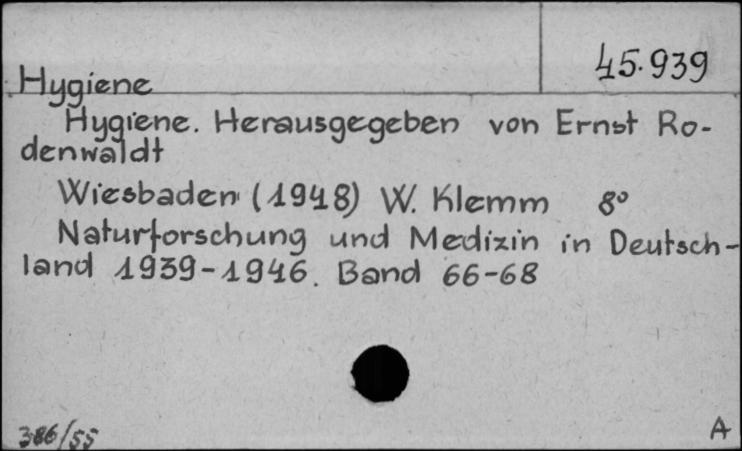 45.939
Hygiene
Hygiene. Herausgegeben von Ernst Ro-
denwaldt
Wiesbaden (1948) W. Klemm 8°
Naturforschung und Medizin in Deutsch-
land 1939-1946. Band 66-68
386/55 A